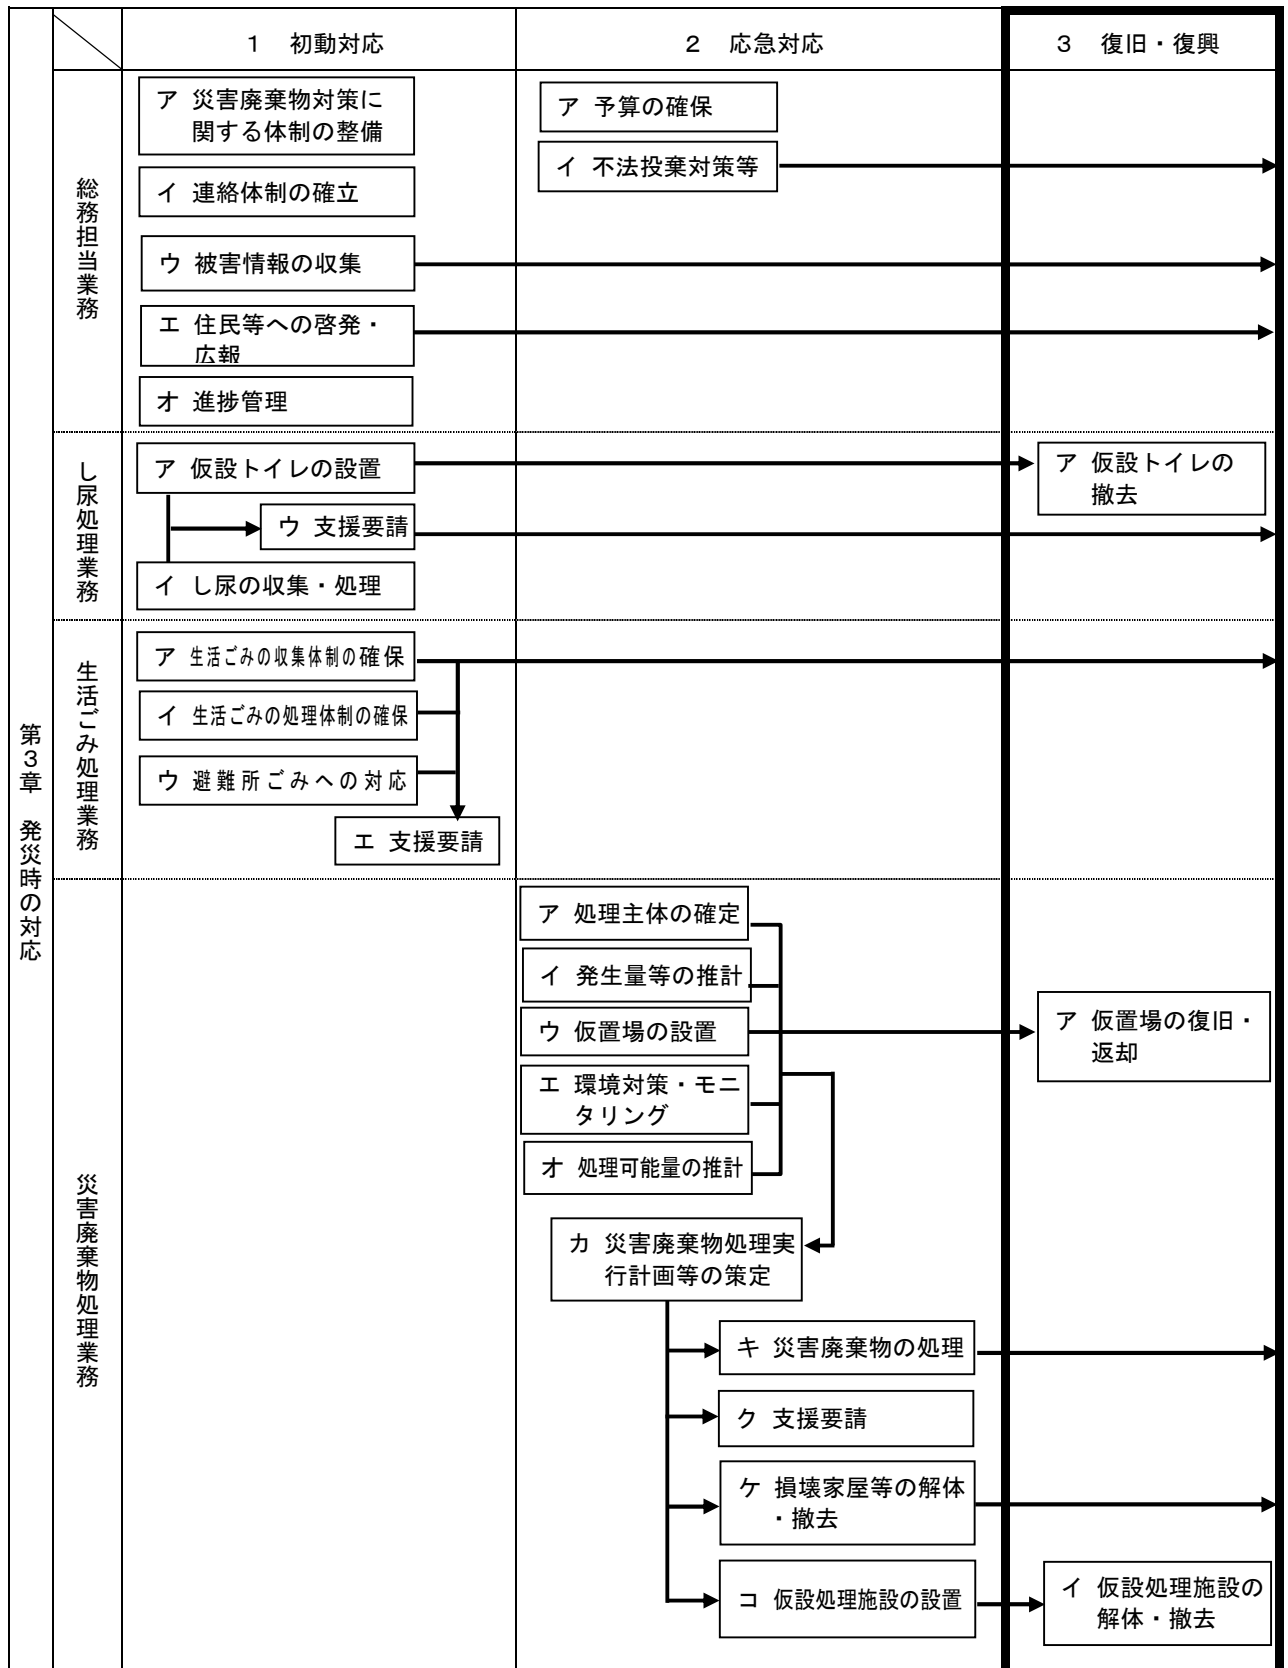 第3章 発災時の対応
1 初動対応
2 応急対応
3 復旧・復興
総務担当業務
ア 災害廃棄物対策に
関する体制の整備
イ 連絡体制の確立
ウ 被害情報の収集
エ 住民等への啓発・
広報
オ 進捗管理
ア 予算の確保
イ 不法投棄対策等
し尿処理業務
ア 仮設トイレの設置
ウ 支援要請
イ し尿の収集・処理
ア 仮設トイレの
撤去
生活ごみ処理業務
ア 生活ごみの収集体制の確保
イ 生活ごみの処理体制の確保
ウ 避難所ごみへの対応
エ 支援要請
災害廃棄物処理業務
ア 処理主体の確定
イ 発生量等の推計
ウ 仮置場の設置
エ 環境対策・モニ
タリング
オ 処理可能量の推計
カ 災害廃棄物処理実
行計画等の策定
キ 災害廃棄物の処理
ク 支援要請
ケ 損壊家屋等の解体
・撤去
コ 仮設処理施設の設置
ア 仮置場の復旧・
返却
イ 仮設処理施設の
解体・撤去